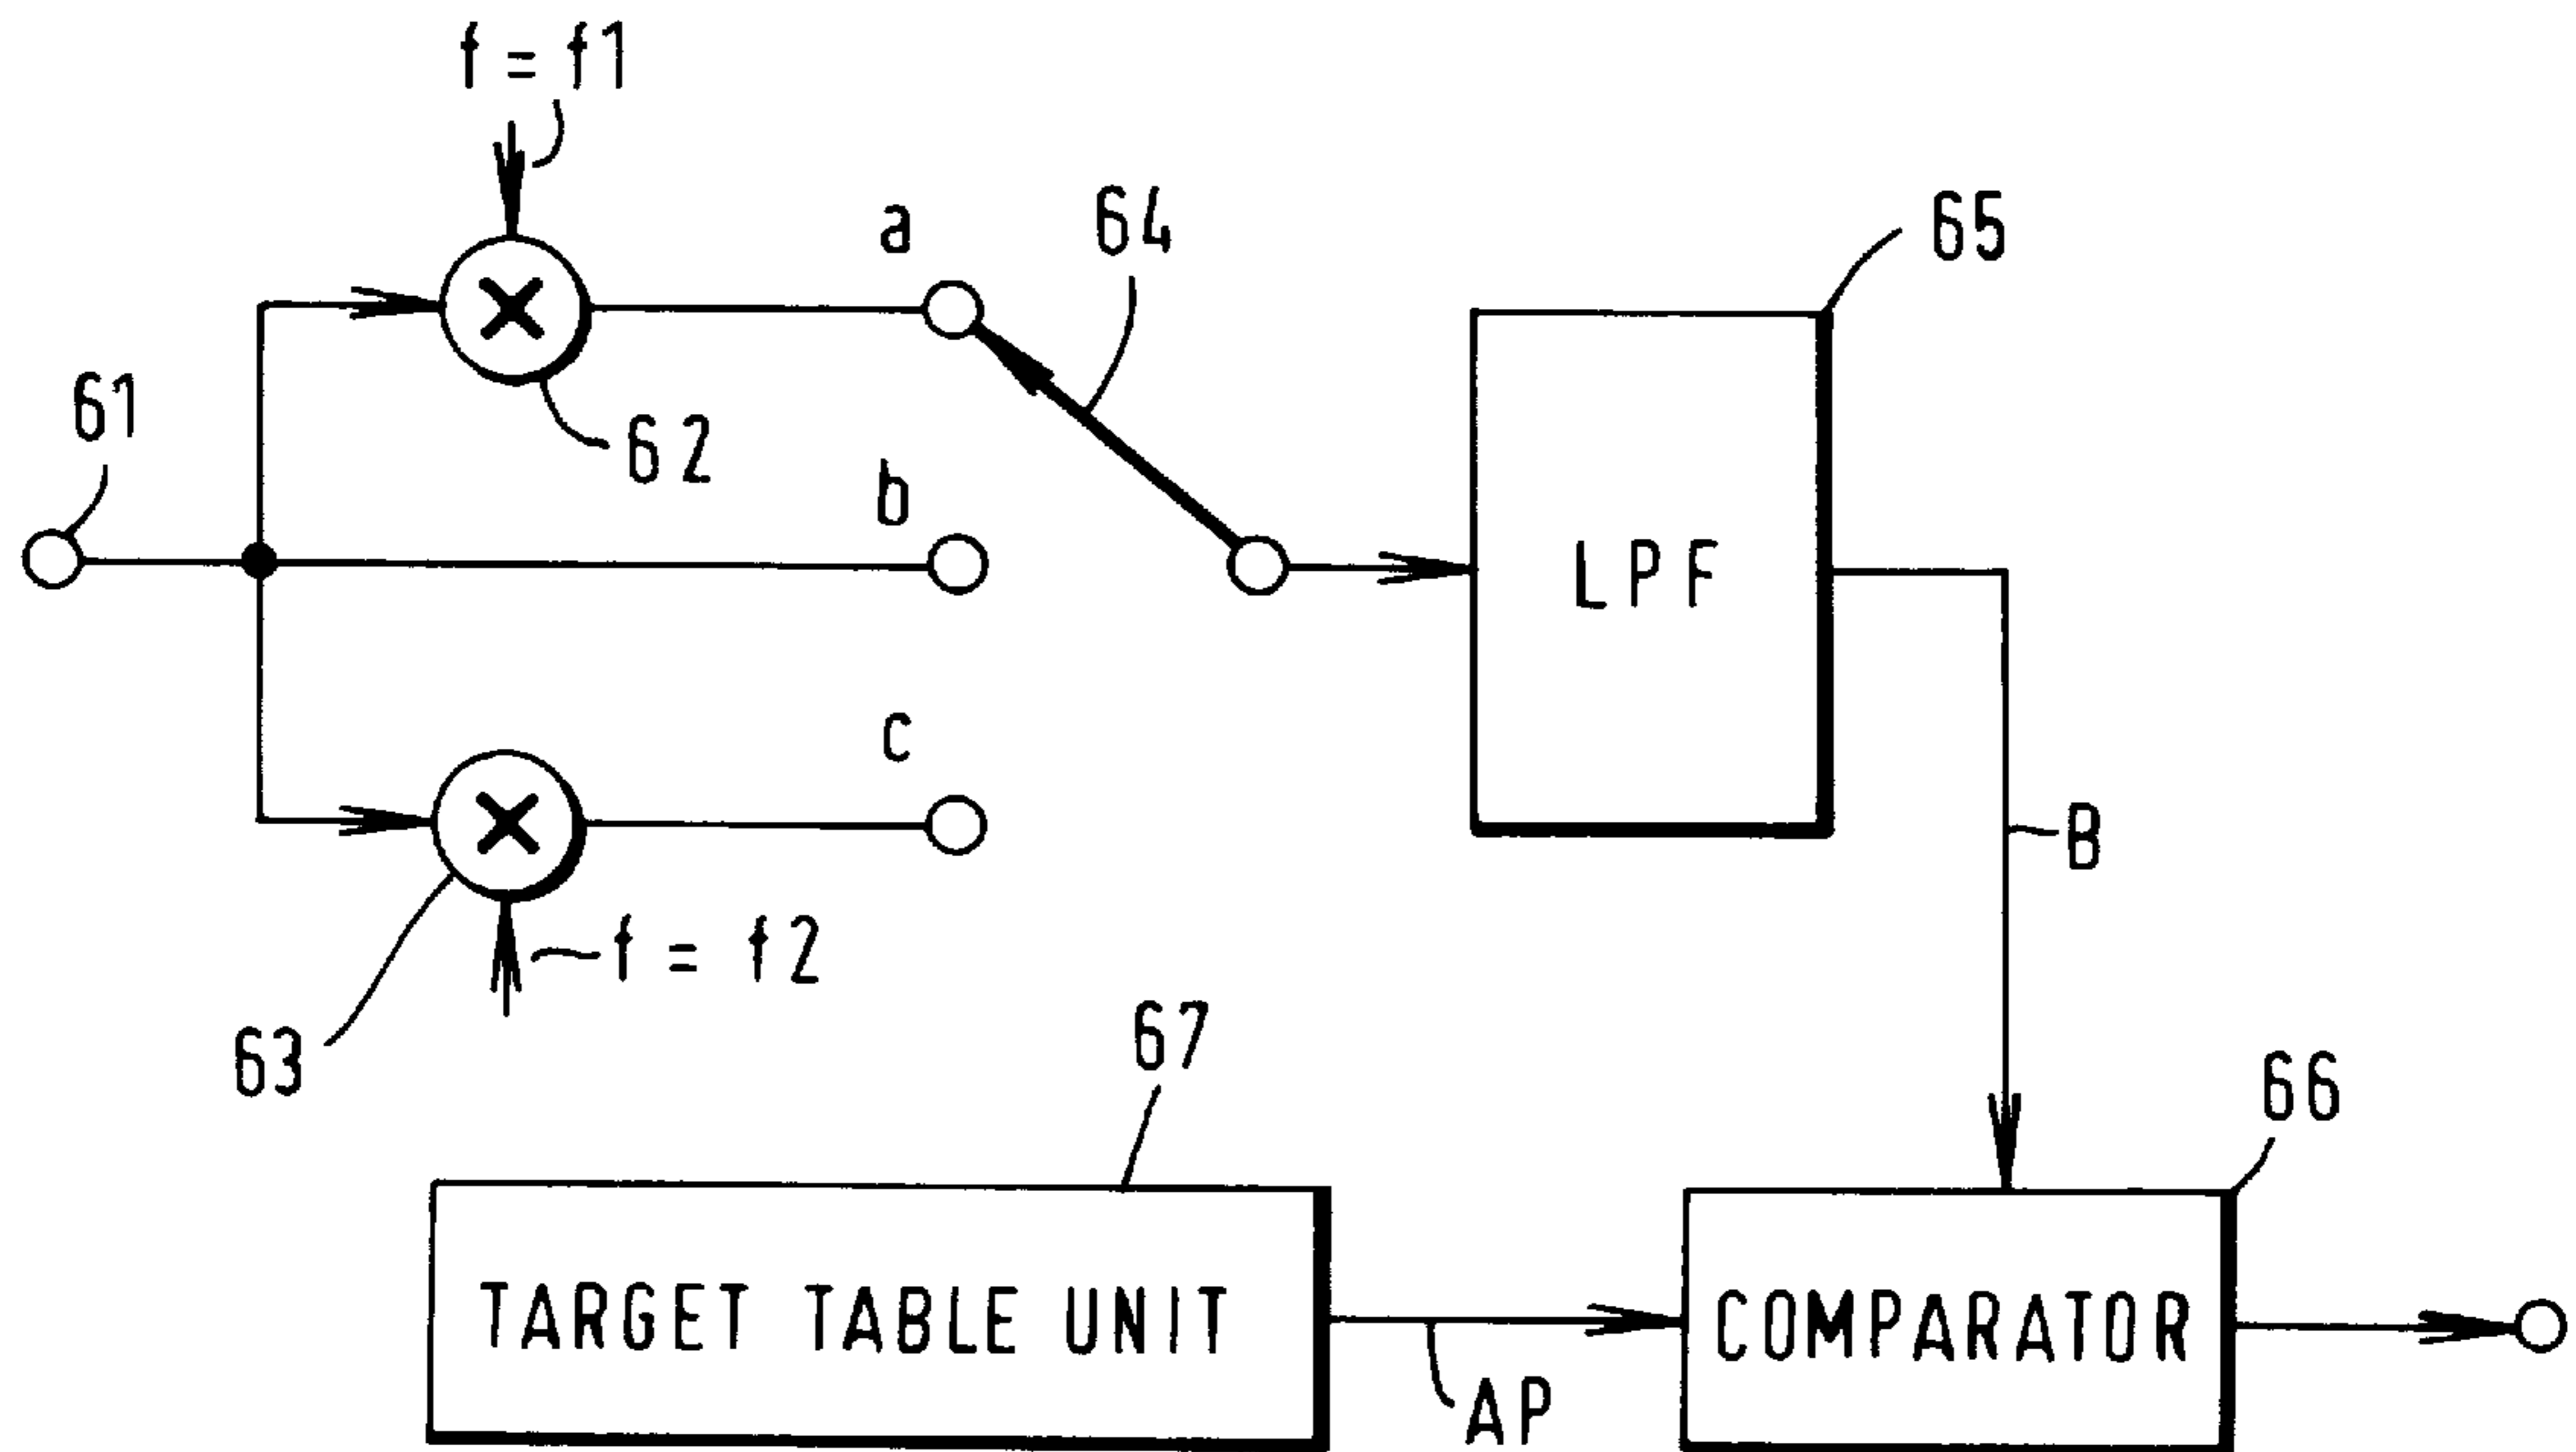 f = f1
a
64
65
61
62
b
LPF
c
B
f = f2
63
67
66
TARGET TABLE UNIT
COMPARATOR
AP